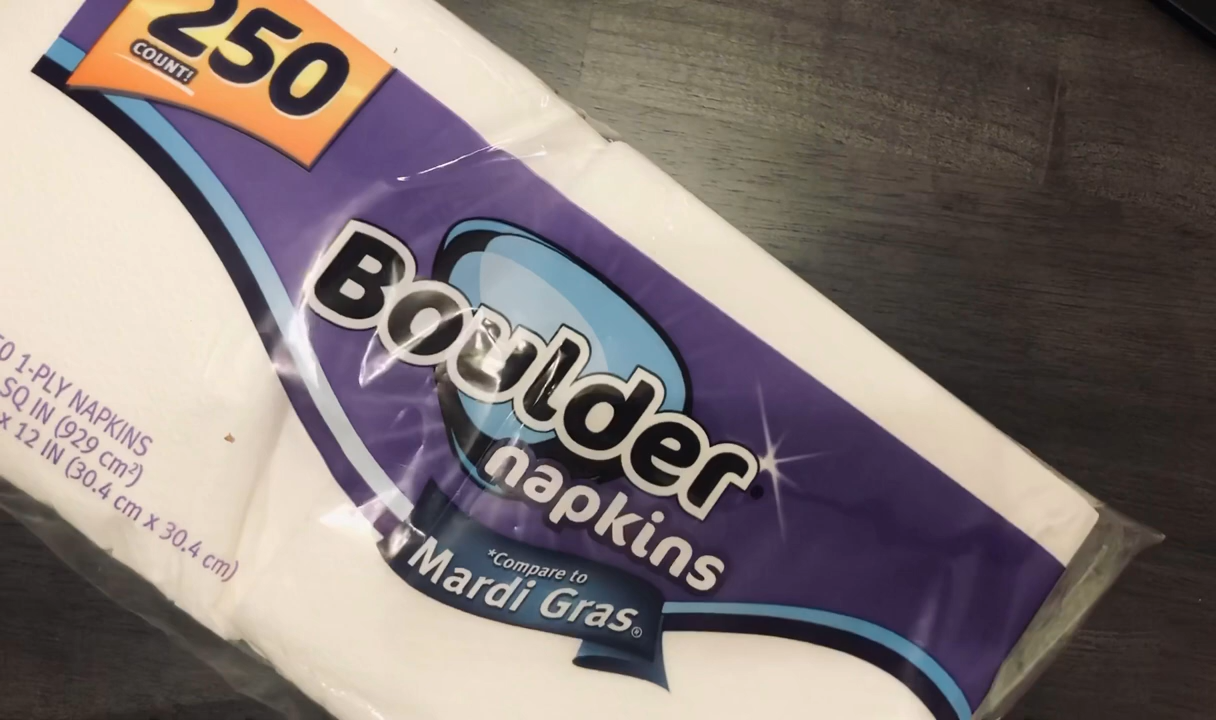 250
COUNT!
Boulder
napkins
*Compare to
Mardi Gras®
1-PLY NAPKINS
SQ IN (929 cm²)
x 12 IN (30.4 cm x 30.4 cm)